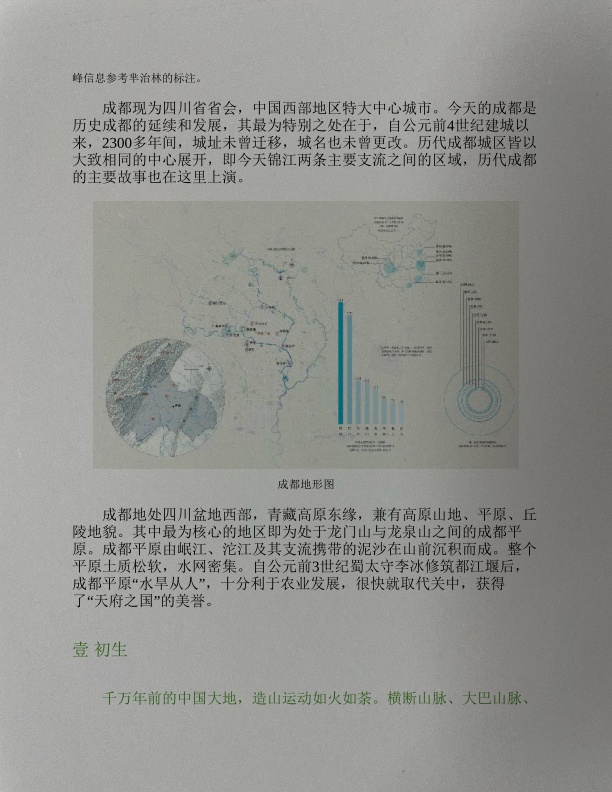 峰信息参考芈治林的标注。
成都现为四川省省会，中国西部地区特大中心城市。今天的成都是
历史成都的延续和发展，其最为特别之处在于，自公元前4世纪建城以
来，2300多年间，城址未曾迁移，城名也未曾更改。历代成都城区皆以
大致相同的中心展开，即今天锦江两条主要支流之间的区域，历代成都
的主要故事也在这里上演。
成都地形图
成都地处四川盆地西部，青藏高原东缘，兼有高原山地、平原、丘
陵地貌。其中最为核心的地区即为处于龙门山与龙泉山之间的成都平
原。成都平原由岷江、沱江及其支流携带的泥沙在山前沉积而成。整个
平原土质松软，水网密集。自公元前3世纪蜀太守李冰修筑都江堰后，
成都平原“水旱从人”，十分利于农业发展，很快就取代关中，获得
了“天府之国”的美誉。
壹 初生
千万年前的中国大地，造山运动如火如荼。横断山脉、大巴山脉、